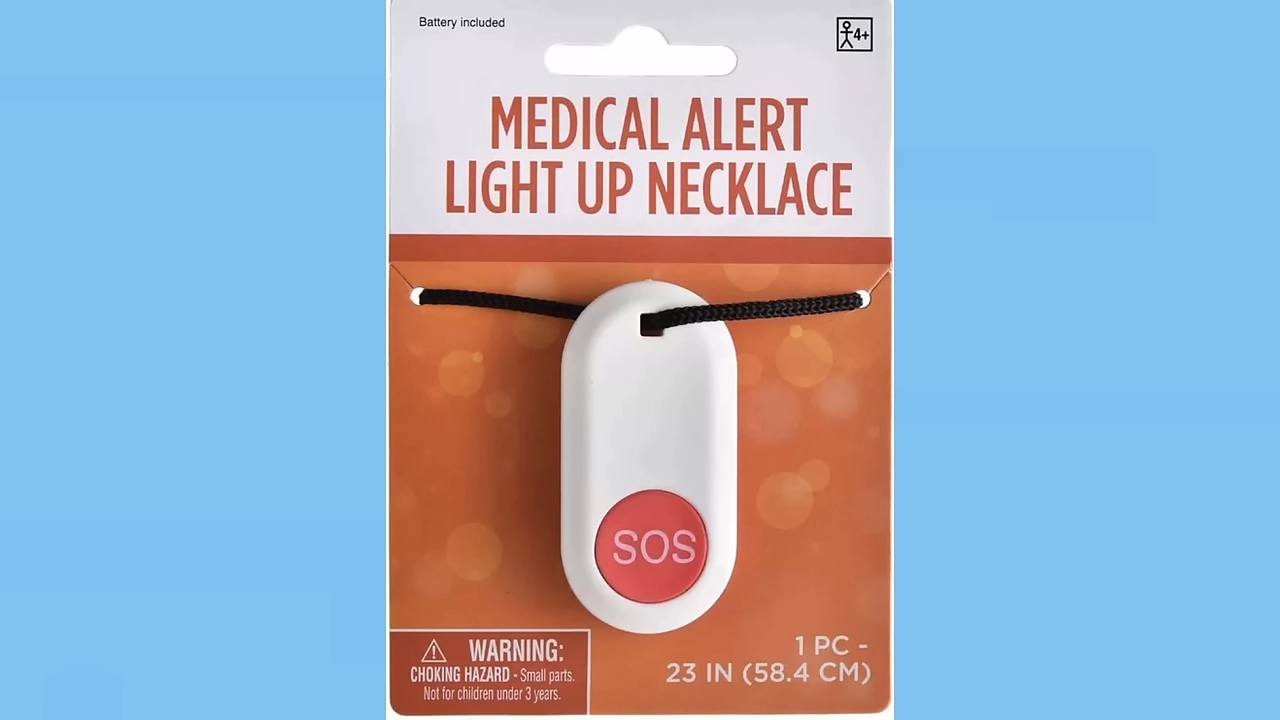 Battery included
4+
MEDICAL ALERT
LIGHT UP NECKLACE
SOS
WARNING:
CHOKING HAZARD - Small parts.
Not for children under 3 years.
1 PC -
23 IN (58.4 CM)